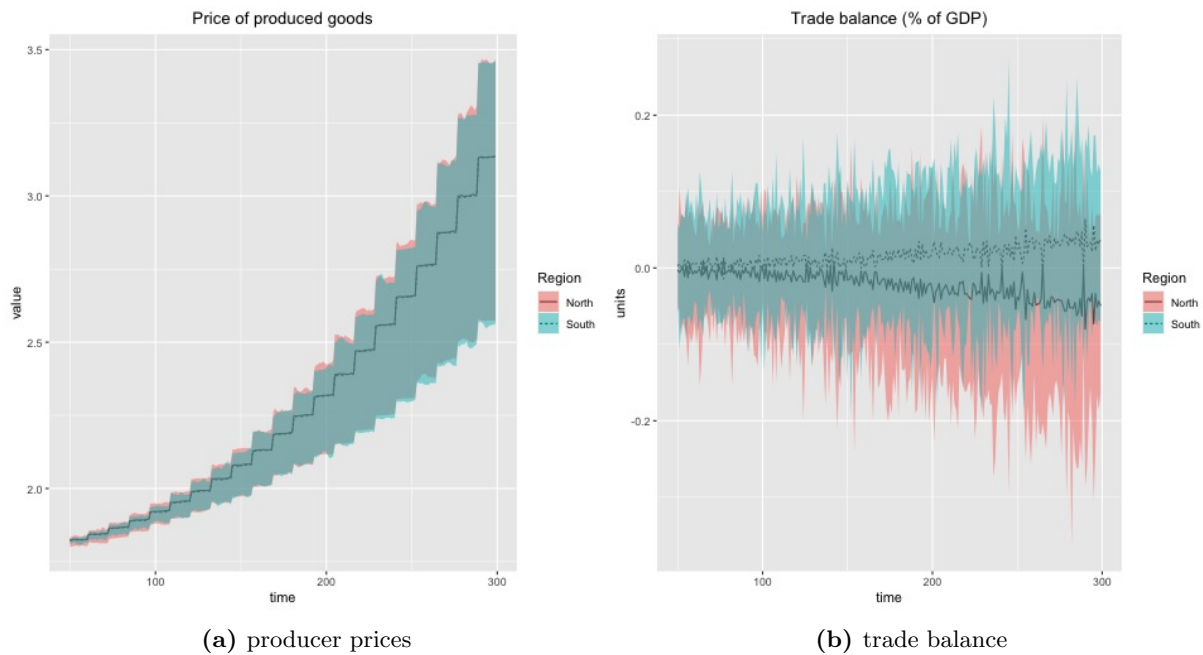 Price of produced goods
value
3.5
3.0
2.5
2.0
100
200
300
time
Region
North
South
(a) producer prices
Trade balance (% of GDP)
units
0.2
0.0
-0.2
100
200
300
time
Region
North
South
(b) trade balance